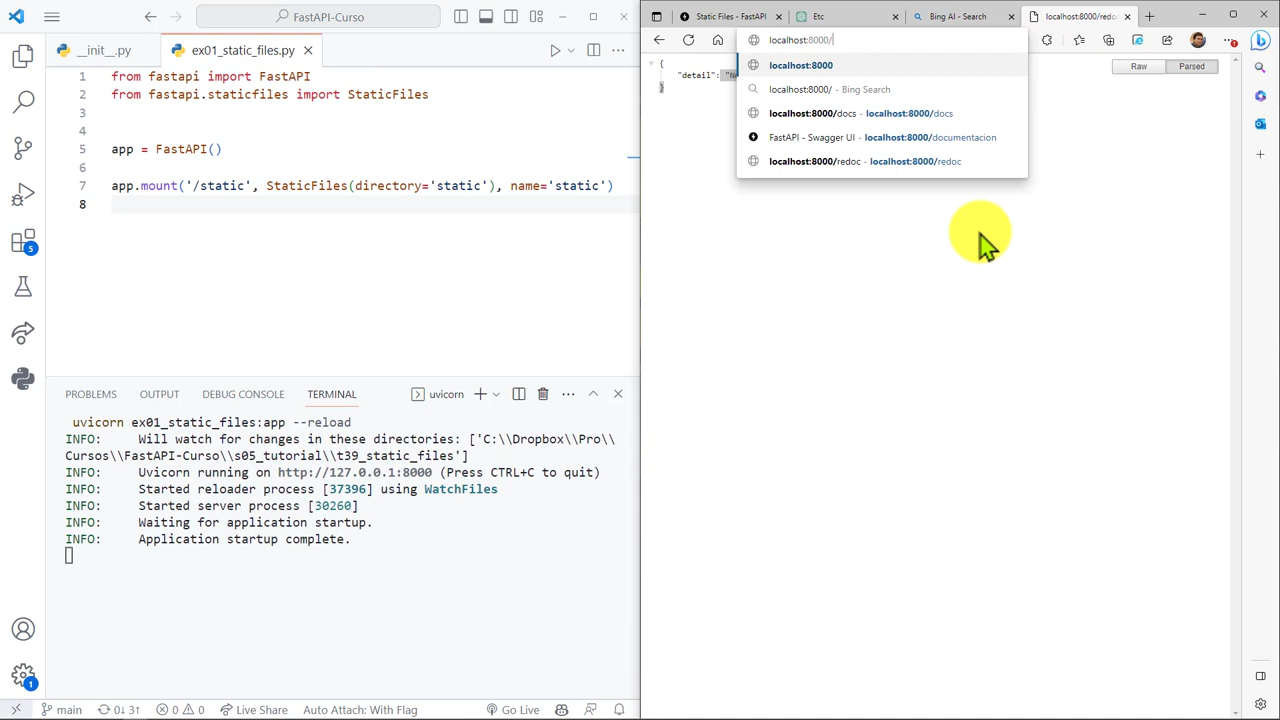 FastAPI-Curso
__init__.py
ex01_static_files.py
1 from fastapi import FastAPI
2 from fastapi.staticfiles import StaticFiles
3
4
5 app = FastAPI()
6
7 app.mount('/static', StaticFiles(directory='static'), name='static')
8
PROBLEMS
OUTPUT
DEBUG CONSOLE
TERMINAL
uvicorn
uvicorn ex01_static_files:app --reload
INFO: Will watch for changes in these directories: ['C:\\Dropbox\\Pro\\
Cursos\\FastAPI-Curso\\s05_tutorial\\t39_static_files']
INFO: Uvicorn running on http://127.0.0.1:8000 (Press CTRL+C to quit)
INFO: Started reloader process [37396] using WatchFiles
INFO: Started server process [30260]
INFO: Waiting for application startup.
INFO: Application startup complete.
5
1
main
0↓ 3↑
0
0
Live Share
Auto Attach: With Flag
Go Live
Static Files - FastAPI
Etc
Bing AI - Search
localhost:8000/redo
localhost:8000/
localhost:8000
localhost:8000/ - Bing Search
localhost:8000/docs - localhost:8000/docs
FastAPI - Swagger UI - localhost:8000/documentacion
localhost:8000/redoc - localhost:8000/redoc
{
"detail":
}
Raw
Parsed